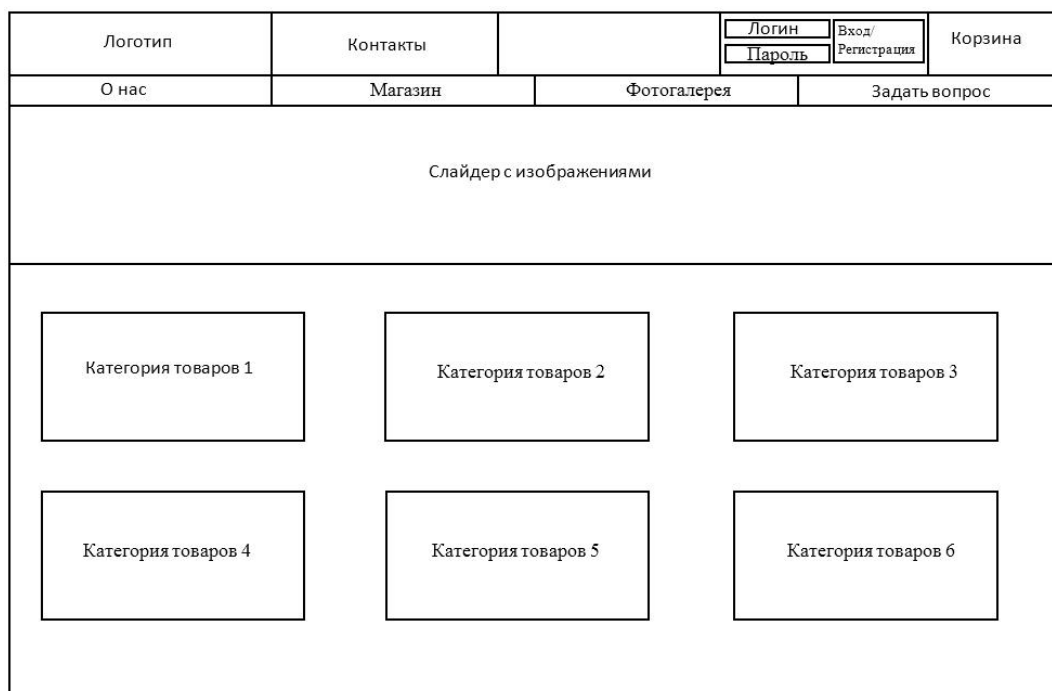 Логотип
Контакты
Логин
Пароль
Вход/
Регистрация
Корзина
О нас
Магазин
Фотогалерея
Задать вопрос
Слайдер с изображениями
Категория товаров 1
Категория товаров 2
Категория товаров 3
Категория товаров 4
Категория товаров 5
Категория товаров 6